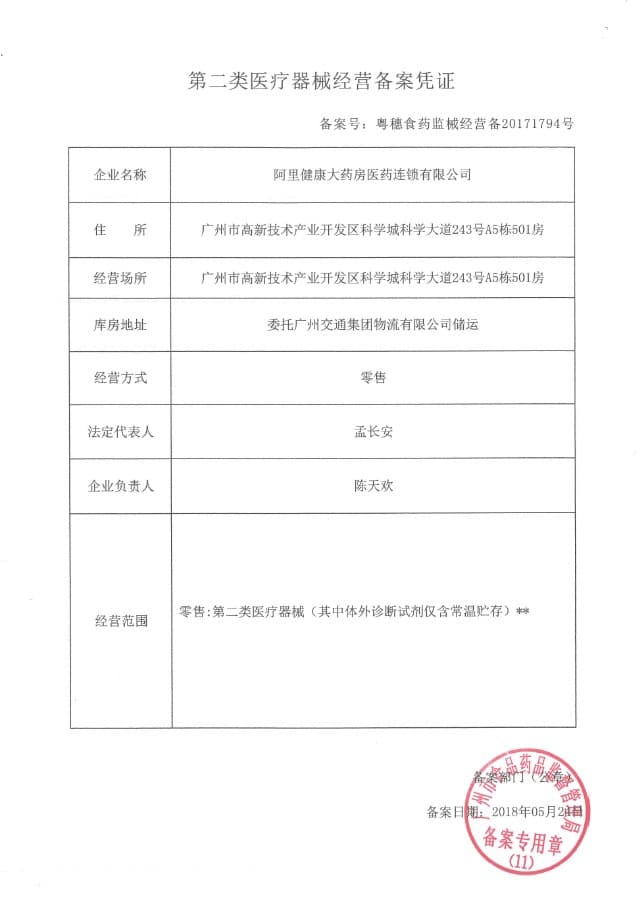 第二类医疗器械经营备案凭证
备案号：粤穗食药监械经营备20171794号
企业名称 阿里健康大药房医药连锁有限公司
住 所 广州市高新技术产业开发区科学城科学大道243号A5栋501房
经营场所 广州市高新技术产业开发区科学城科学大道243号A5栋501房
库房地址 委托广州交通集团物流有限公司储运
经营方式 零售
法定代表人 孟长安
企业负责人 陈天欢
经营范围 零售:第二类医疗器械（其中体外诊断试剂仅含常温贮存）**
备案部门（公章）
备案日期：2018年05月24日
广州市食品药品监督管理局
备案专用章
(11)